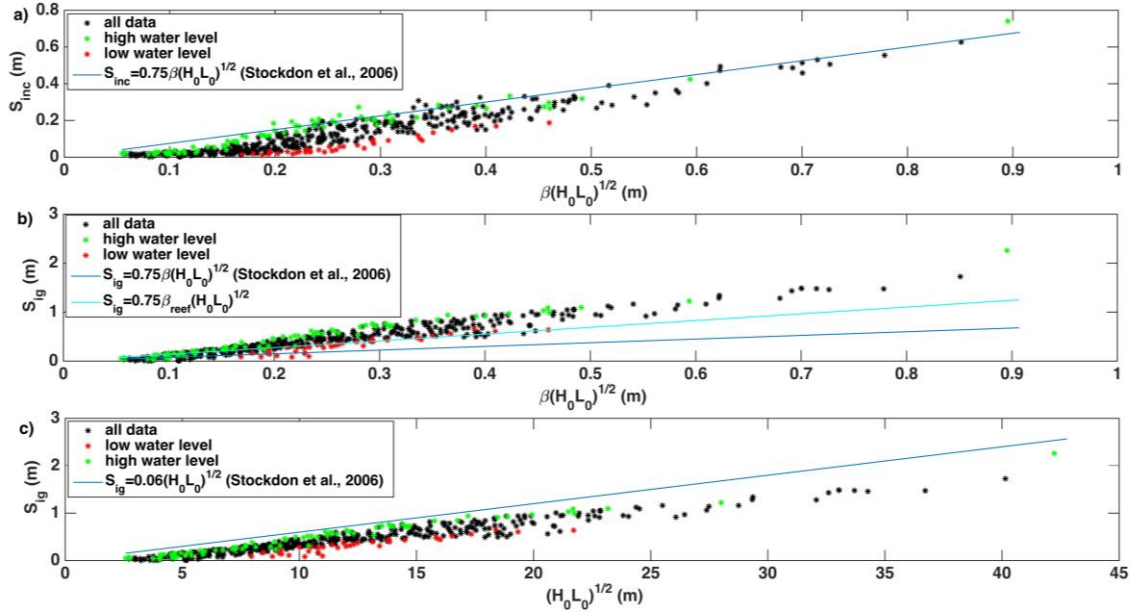 a)
0.8
0.6
0.4
0.2
0
S_inc (m)
all data
high water level
low water level
S_inc=0.75β(H_0L_0)^1/2 (Stockdon et al., 2006)
0 0.1 0.2 0.3 0.4 0.5 0.6 0.7 0.8 0.9 1
β(H_0L_0)^1/2 (m)
b)
3
2
1
0
S_ig (m)
all data
high water level
low water level
S_ig=0.75β(H_0L_0)^1/2 (Stockdon et al., 2006)
S_ig=0.75β_reef(H_0L_0)^1/2
0 0.1 0.2 0.3 0.4 0.5 0.6 0.7 0.8 0.9 1
β(H_0L_0)^1/2 (m)
c)
3
2
1
0
S_ig (m)
all data
low water level
high water level
S_ig=0.06(H_0L_0)^1/2 (Stockdon et al., 2006)
0 5 10 15 20 25 30 35 40 45
(H_0L_0)^1/2 (m)